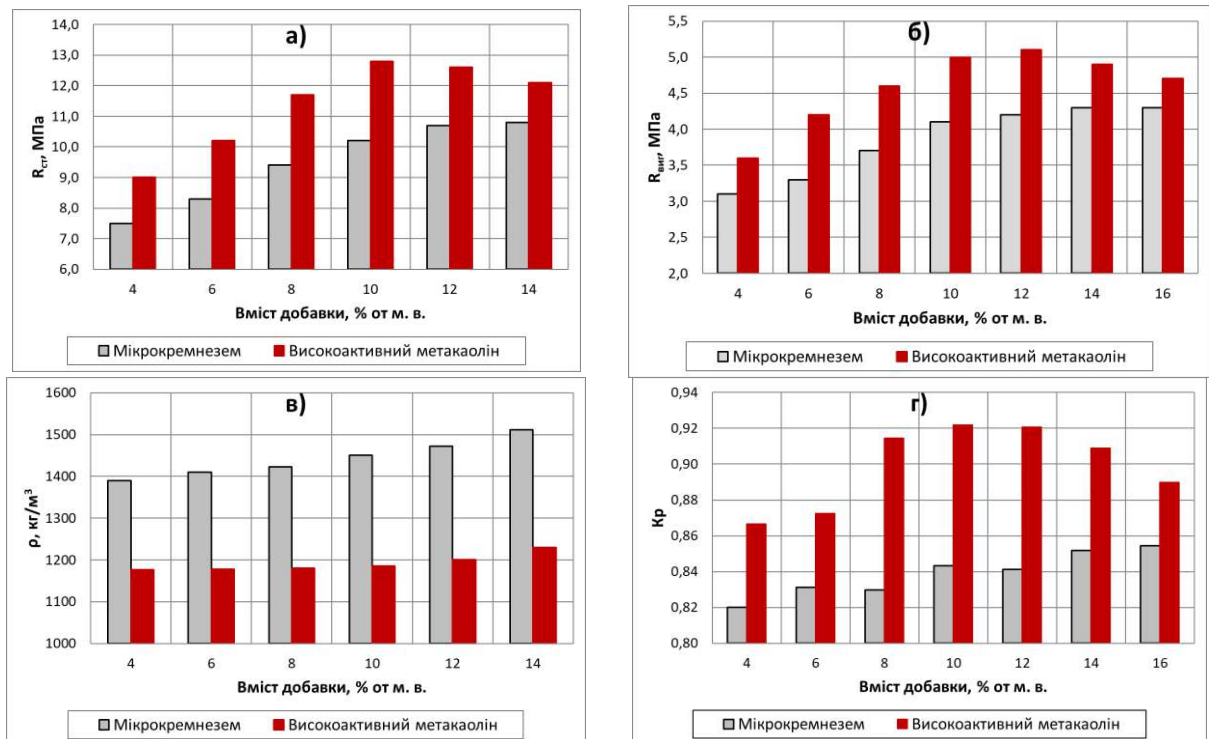 а)
14,0
13,0
12,0
11,0
10,0
9,0
8,0
7,0
6,0
Rст, МПа
4 6 8 10 12 14
Вміст добавки, % от м. в.
Мікрокремнезем Високоактивний метакаолін
б)
5,5
5,0
4,5
4,0
3,5
3,0
2,5
2,0
Rвиг, МПа
4 6 8 10 12 14 16
Вміст добавки, % от м. в.
Мікрокремнезем Високоактивний метакаолін
в)
1600
1500
1400
1300
1200
1100
1000
ρ, кг/м³
4 6 8 10 12 14
Вміст добавки, % от м. в.
Мікрокремнезем Високоактивний метакаолін
г)
0,94
0,92
0,90
0,88
0,86
0,84
0,82
0,80
Кр
4 6 8 10 12 14 16
Вміст добавки, % от м. в.
Мікрокремнезем Високоактивний метакаолін